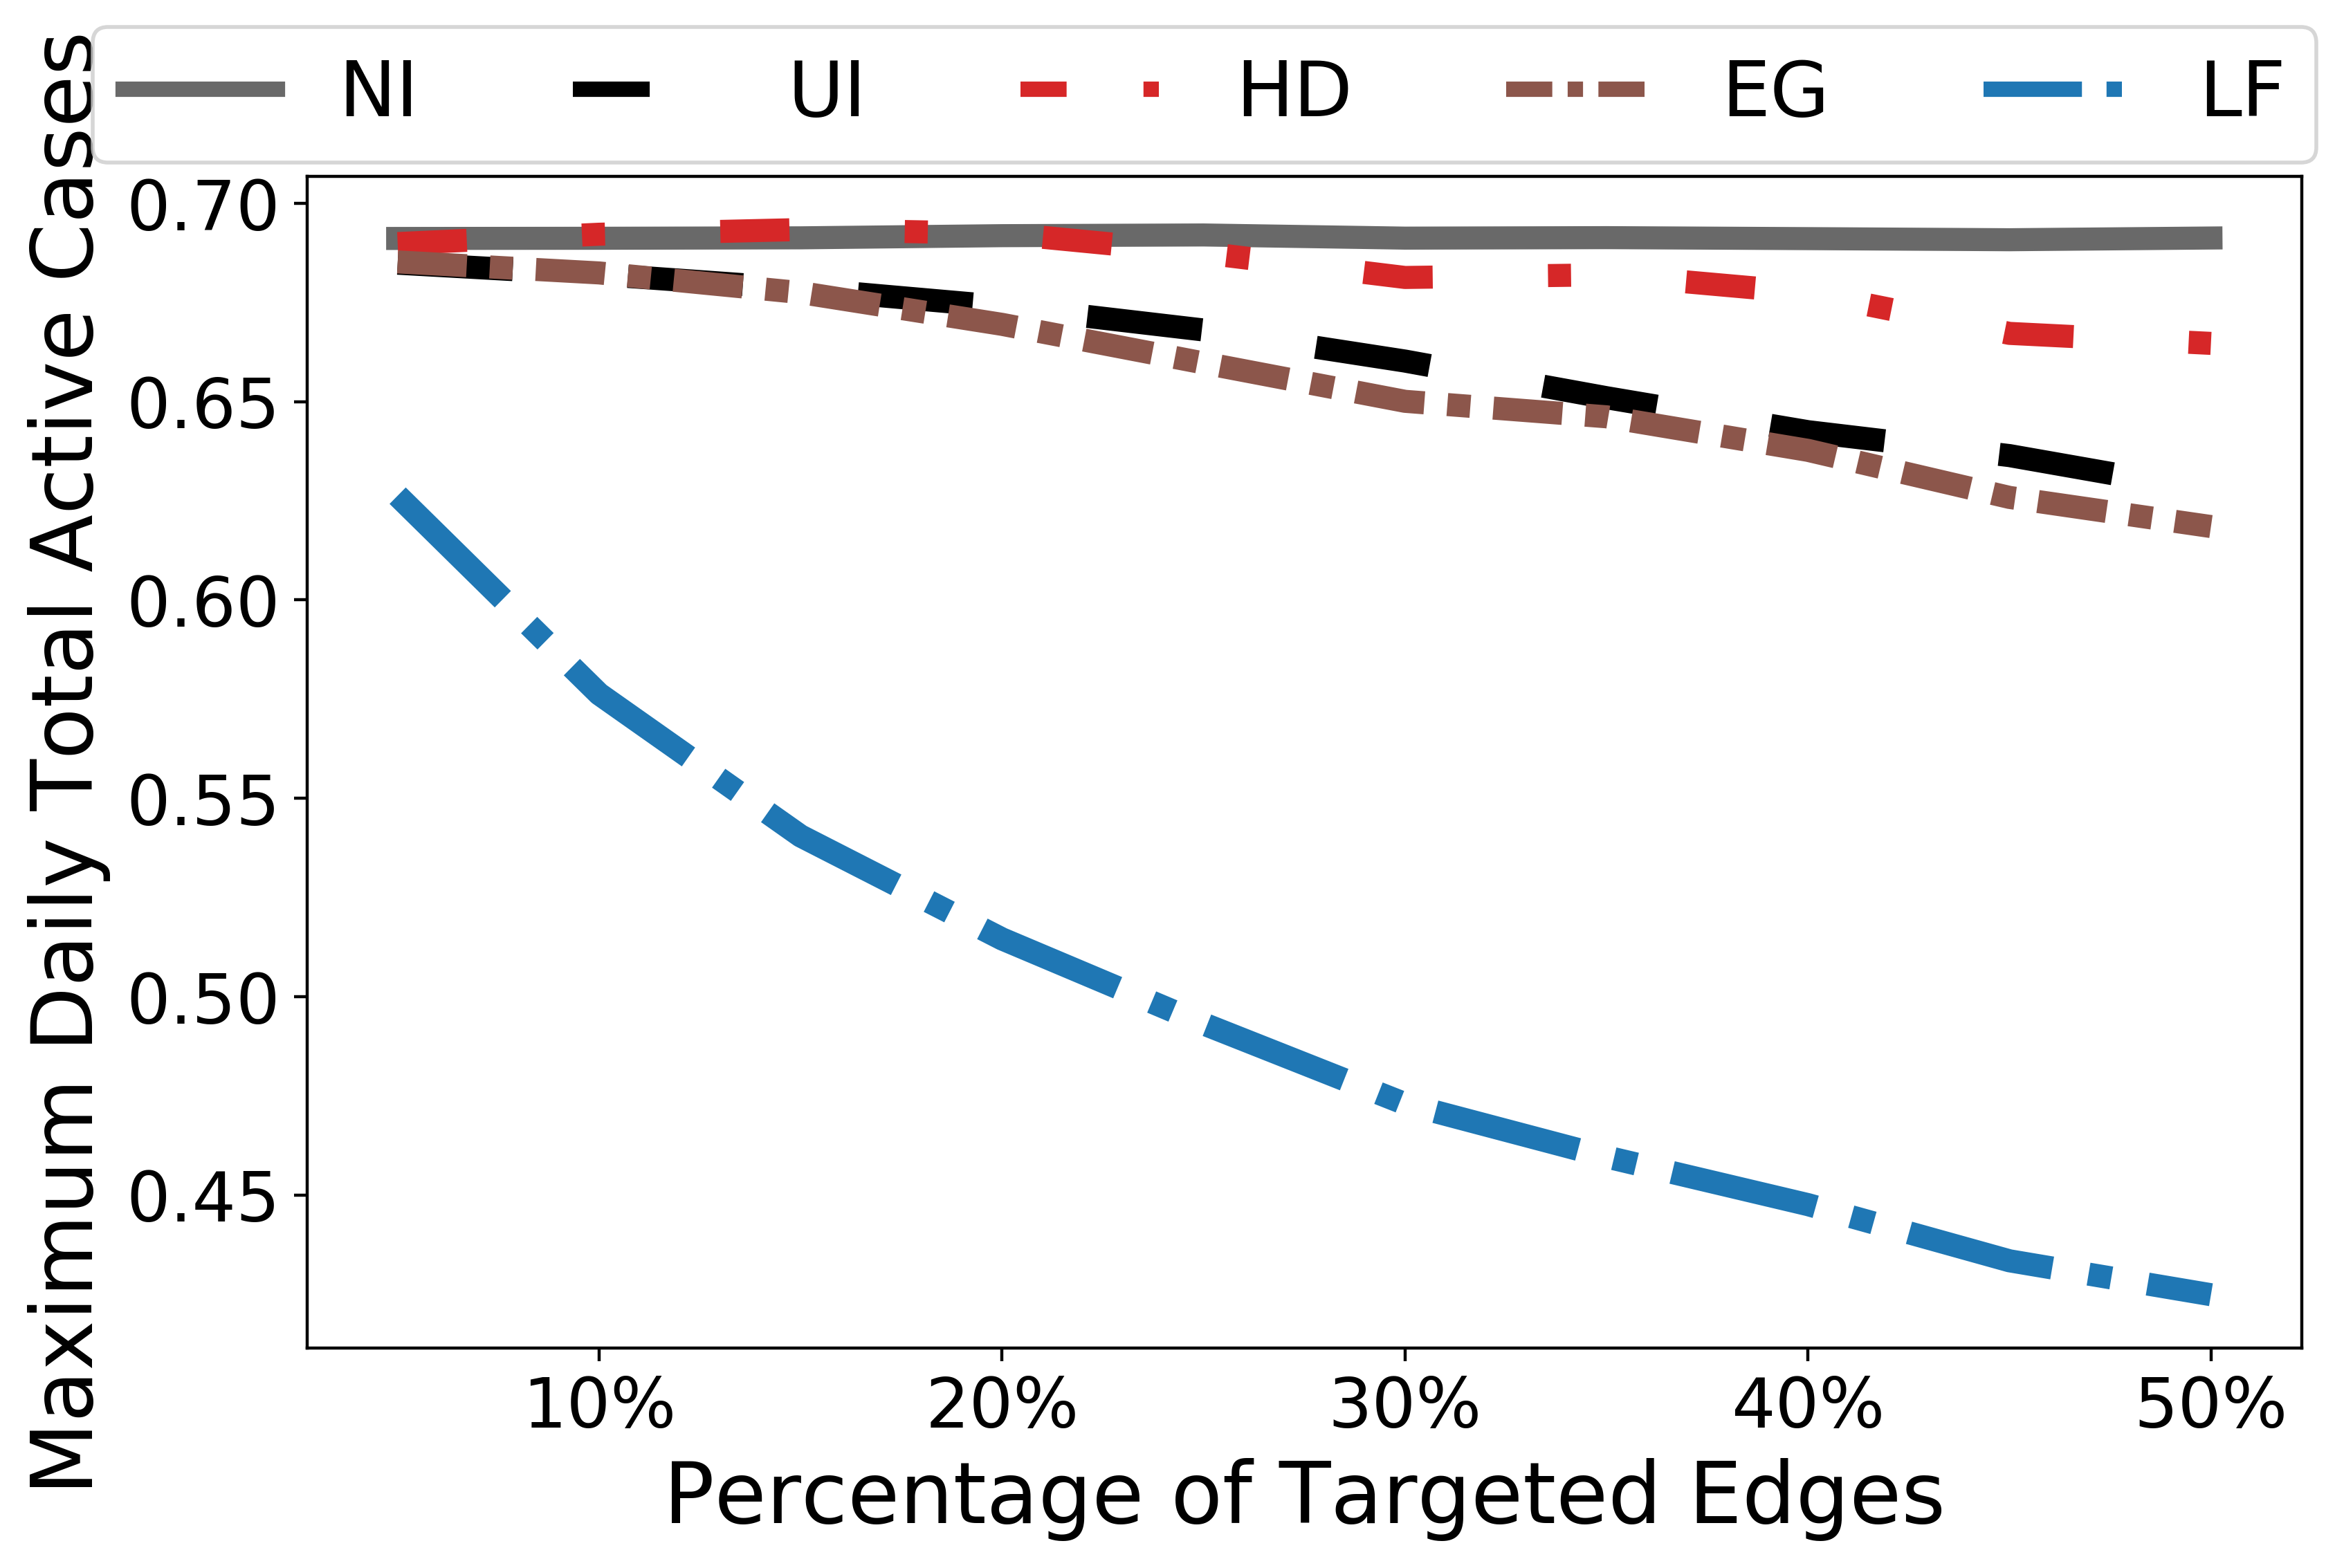 NI UI HD EG LF
Maximum Daily Total Active Cases
0.70
0.65
0.60
0.55
0.50
0.45
10% 20% 30% 40% 50%
Percentage of Targeted Edges